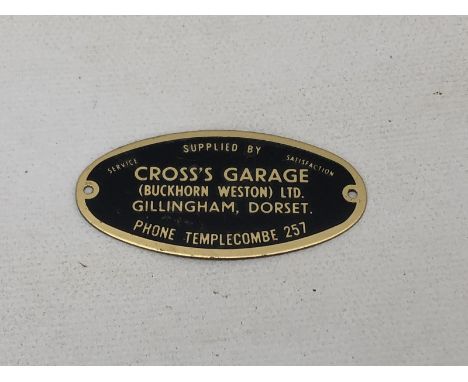 SUPPLIED BY
SERVICE SATISFACTION
CROSS'S GARAGE
(BUCKHORN WESTON) LTD.
GILLINGHAM, DORSET.
PHONE TEMPLECOMBE 257